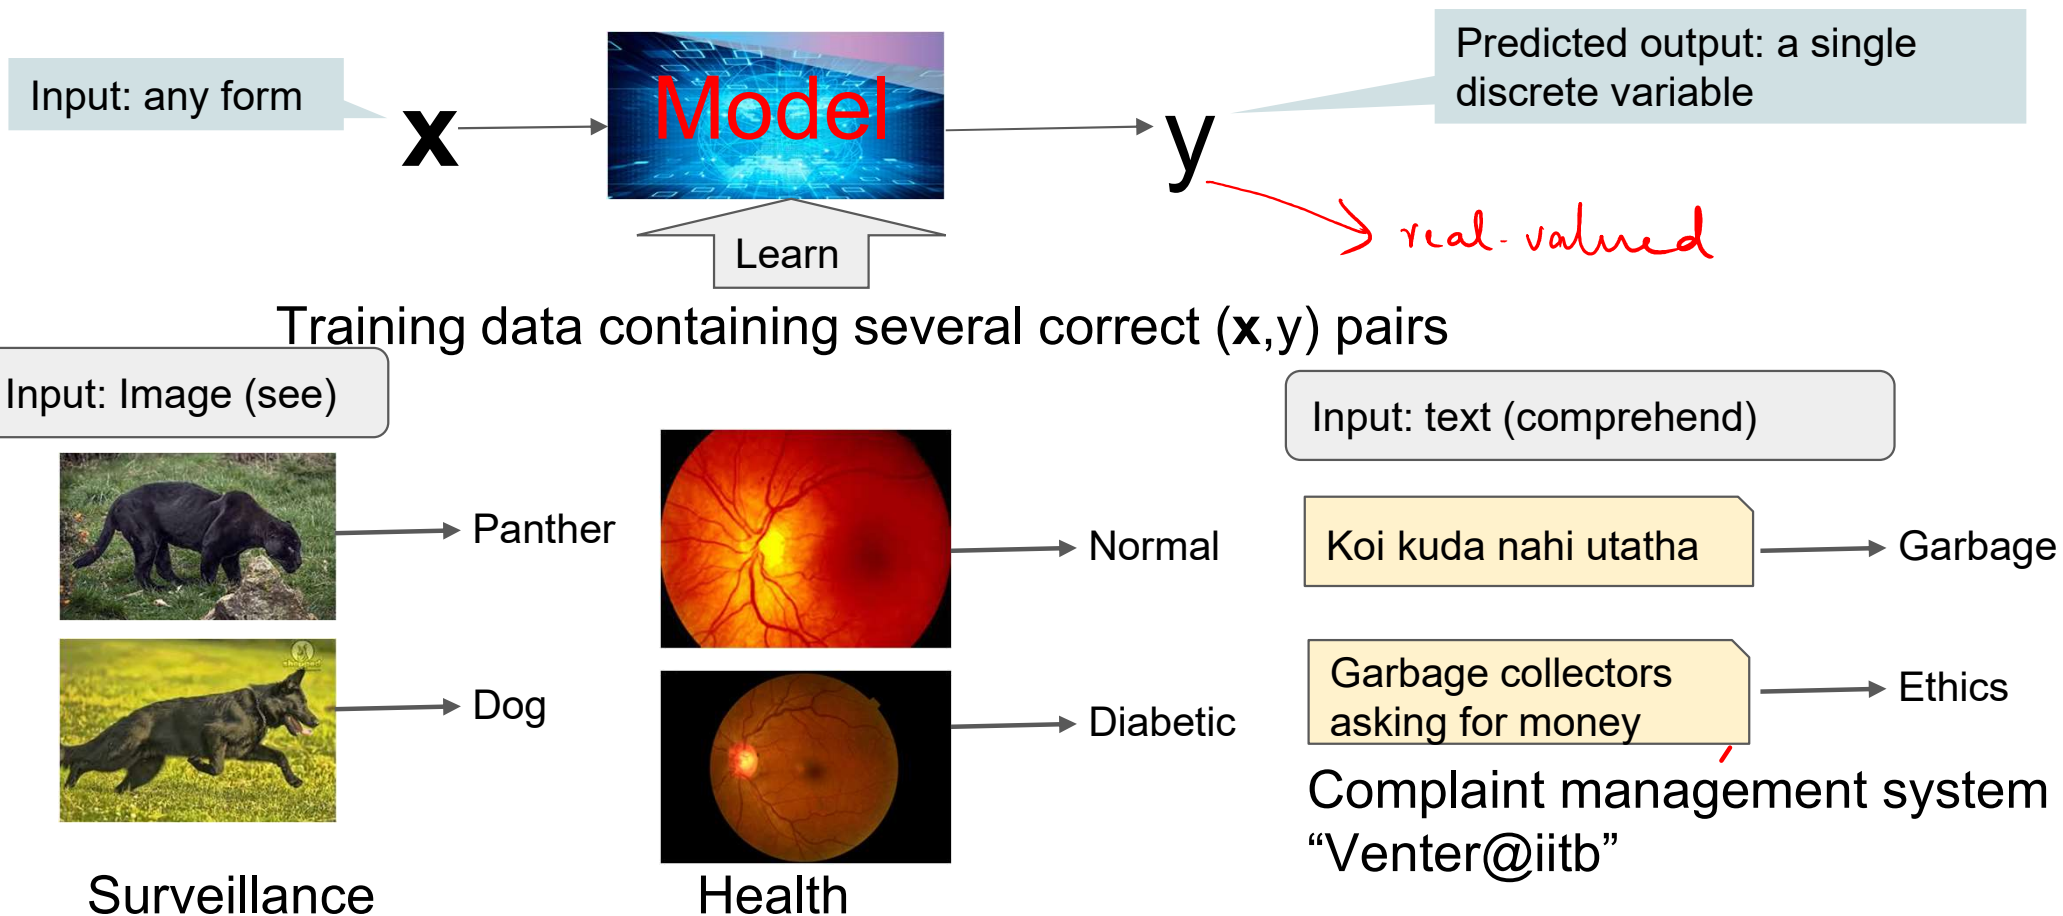 Input: any form
x
Model
y
Predicted output: a single
discrete variable
real-valued
Learn
Training data containing several correct (x,y) pairs
Input: Image (see)
Panther
Dog
Surveillance
Normal
Diabetic
Health
Input: text (comprehend)
Koi kuda nahi utatha
Garbage
Garbage collectors
asking for money
Ethics
Complaint management system
“Venter@iitb”